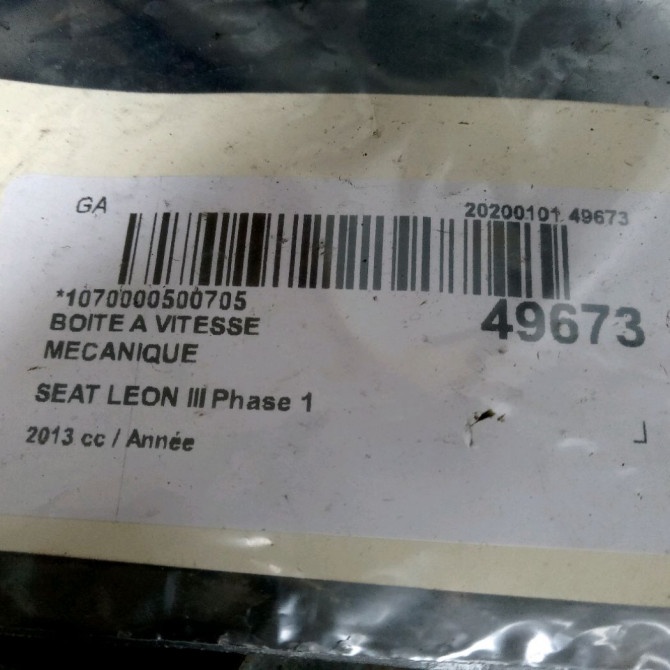 GA
20200101 49673
*1070000500705
49673
BOITE A VITESSE
MECANIQUE
SEAT LEON III Phase 1
2013 cc / Année